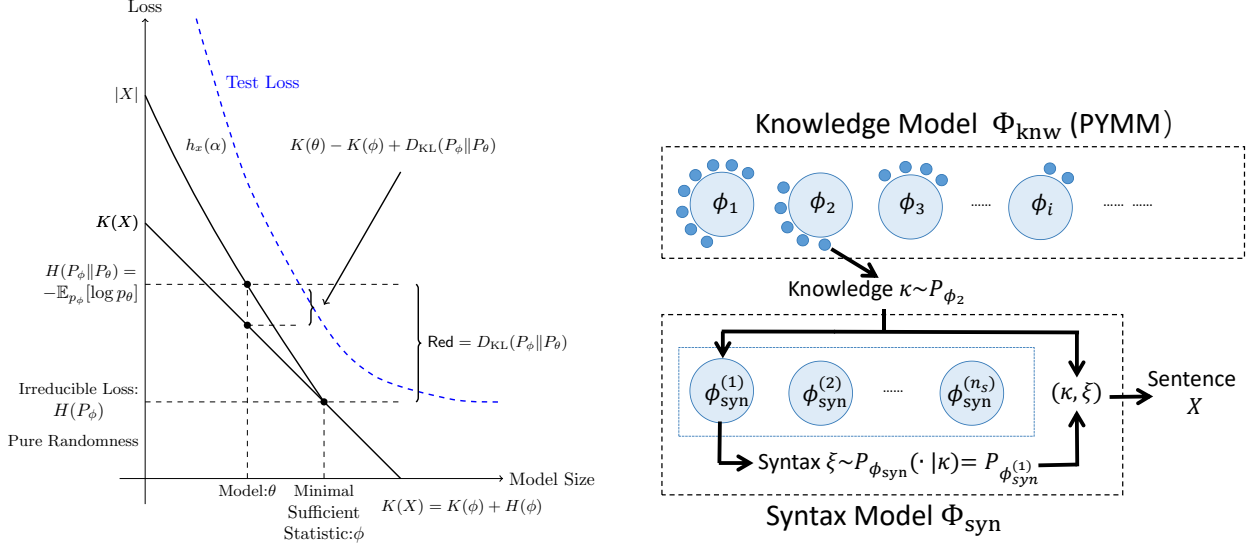 Loss
Test Loss
|X|
h_x(α)
K(θ) − K(ϕ) + D_KL(P_ϕ‖P_θ)
K(X)
H(P_ϕ‖P_θ) =
−𝔼_{p_ϕ}[log p_θ]
Red = D_KL(P_ϕ‖P_θ)
Irreducible Loss:
H(P_ϕ)
Pure Randomness
Model Size
Model:θ
Minimal
Sufficient
Statistic:ϕ
K(X) = K(ϕ) + H(ϕ)
Knowledge Model Φ_knw (PYMM)
ϕ_1 ϕ_2 ϕ_3 ...... ϕ_i ...... ......
Knowledge κ~P_{ϕ_2}
ϕ_syn^(1) ϕ_syn^(2) ...... ϕ_syn^(n_s)
(κ, ξ)
Sentence
X
Syntax ξ~P_{ϕ_syn}(· |κ)= P_{ϕ_syn^(1)}
Syntax Model Φ_syn